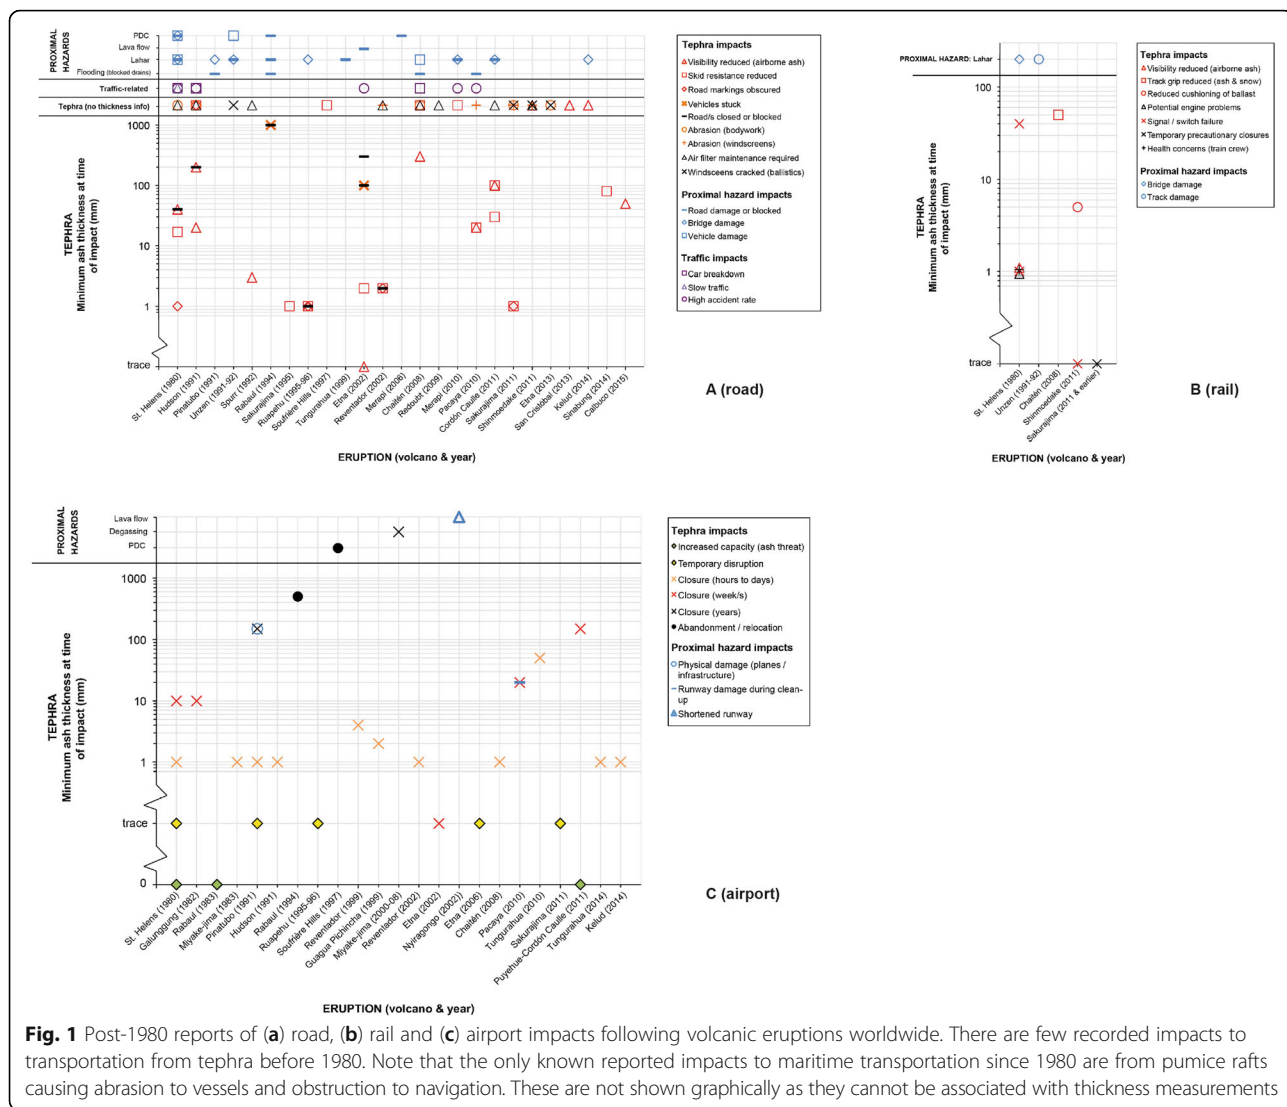 PROXIMAL
HAZARDS
PDC
Lava flow
Lahar
Flooding (blocked drains)
Traffic-related
Tephra (no thickness info)
1000
100
10
1
trace
TEPHRA
Minimum ash thickness at time
of impact (mm)
St. Helens (1980)
Hudson (1991)
Pinatubo (1991)
Unzen (1991-92)
Spurr (1992)
Rabaul (1994)
Sakurajima (1995)
Ruapehu (1995-96)
Soufrière Hills (1997)
Tungurahua (1999)
Etna (2002)
Reventador (2002)
Merapi (2006)
Chaitén (2008)
Redoubt (2009)
Merapi (2010)
Pacaya (2010)
Cordón Caulle (2011)
Sakurajima (2011)
Shinmoedake (2011)
Etna (2013)
San Cristóbal (2013)
Kelud (2014)
Sinabung (2014)
Calbuco (2015)
ERUPTION (volcano & year)
Tephra impacts
Visibility reduced (airborne ash)
Skid resistance reduced
Road markings obscured
Vehicles stuck
Road/s closed or blocked
Abrasion (bodywork)
Abrasion (windscreens)
Air filter maintenance required
Windsceens cracked (ballistics)
Proximal hazard impacts
Road damage or blocked
Bridge damage
Vehicle damage
Traffic impacts
Car breakdown
Slow traffic
High accident rate
A (road)
PROXIMAL HAZARD: Lahar
100
10
1
trace
TEPHRA
Minimum ash thickness at time
of impact (mm)
St. Helens (1980)
Unzen (1991-92)
Chaitén (2008)
Shinmoedake (2011)
Sakurajima (2011 & earlier)
ERUPTION (volcano & year)
Tephra impacts
Visibility reduced (airborne ash)
Track grip reduced (ash & snow)
Reduced cushioning of ballast
Potential engine problems
Signal / switch failure
Temporary precautionary closures
Health concerns (train crew)
Proximal hazard impacts
Bridge damage
Track damage
B (rail)
PROXIMAL
HAZARDS
Lava flow
Degassing
PDC
1000
100
10
1
trace
0
TEPHRA
Minimum ash thickness at time
of impact (mm)
St. Helens (1980)
Galunggung (1982)
Rabaul (1983)
Miyake-jima (1983)
Pinatubo (1991)
Hudson (1991)
Rabaul (1994)
Ruapehu (1995-96)
Soufrière Hills (1997)
Reventador (1999)
Guagua Pichincha (1999)
Miyake-jima (2000-08)
Reventador (2002)
Etna (2002)
Nyiragongo (2002))
Etna (2006)
Chaitén (2008)
Pacaya (2010)
Tungurahua (2010)
Sakurajima (2011)
Puyehue-Cordón Caulle (2011)
Tungurahua (2014)
Kelud (2014)
ERUPTION (volcano & year)
Tephra impacts
Increased capacity (ash threat)
Temporary disruption
Closure (hours to days)
Closure (week/s)
Closure (years)
Abandonment / relocation
Proximal hazard impacts
Physical damage (planes /
infrastructure)
Runway damage during clean-
up
Shortened runway
C (airport)
Fig. 1 Post-1980 reports of (a) road, (b) rail and (c) airport impacts following volcanic eruptions worldwide. There are few recorded impacts to
transportation from tephra before 1980. Note that the only known reported impacts to maritime transportation since 1980 are from pumice rafts
causing abrasion to vessels and obstruction to navigation. These are not shown graphically as they cannot be associated with thickness measurements